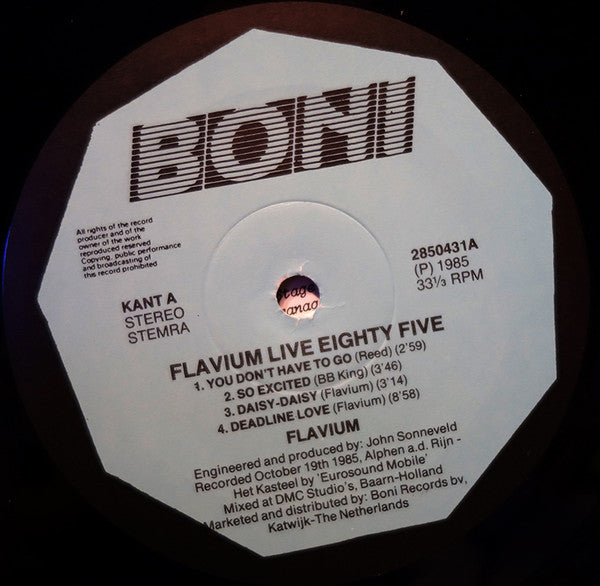 BONI
All rights of the record
producer and of the
owner of the work
reproduced reserved
Copying, public performance
and broadcasting of
this record prohibited
2850431A
(P) 1985
33⅓ RPM
KANT A
STEREO
STEMRA
FLAVIUM LIVE EIGHTY FIVE
1. YOU DON'T HAVE TO GO (Reed) (2'59)
2. SO EXCITED (BB King) (3'46)
3. DAISY-DAISY (Flavium) (3'14)
4. DEADLINE LOVE (Flavium) (8'58)
FLAVIUM
Engineered and produced by: John Sonneveld
Recorded October 19th 1985, Alphen a.d. Rijn -
Het Kasteel by 'Eurosound Mobile'
Mixed at DMC Studio's, Baarn-Holland
Marketed and distributed by: Boni Records bv,
Katwijk-The Netherlands